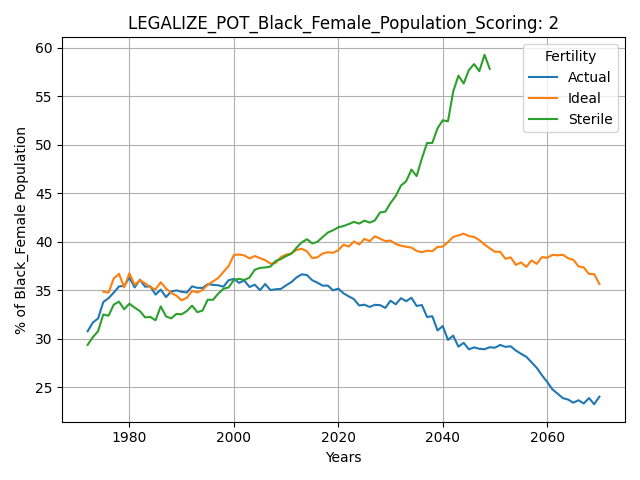 LEGALIZE_POT_Black_Female_Population_Scoring: 2
% of Black_Female Population
60
55
50
45
40
35
30
25
1980
2000
2020
2040
2060
Years
Fertility
Actual
Ideal
Sterile